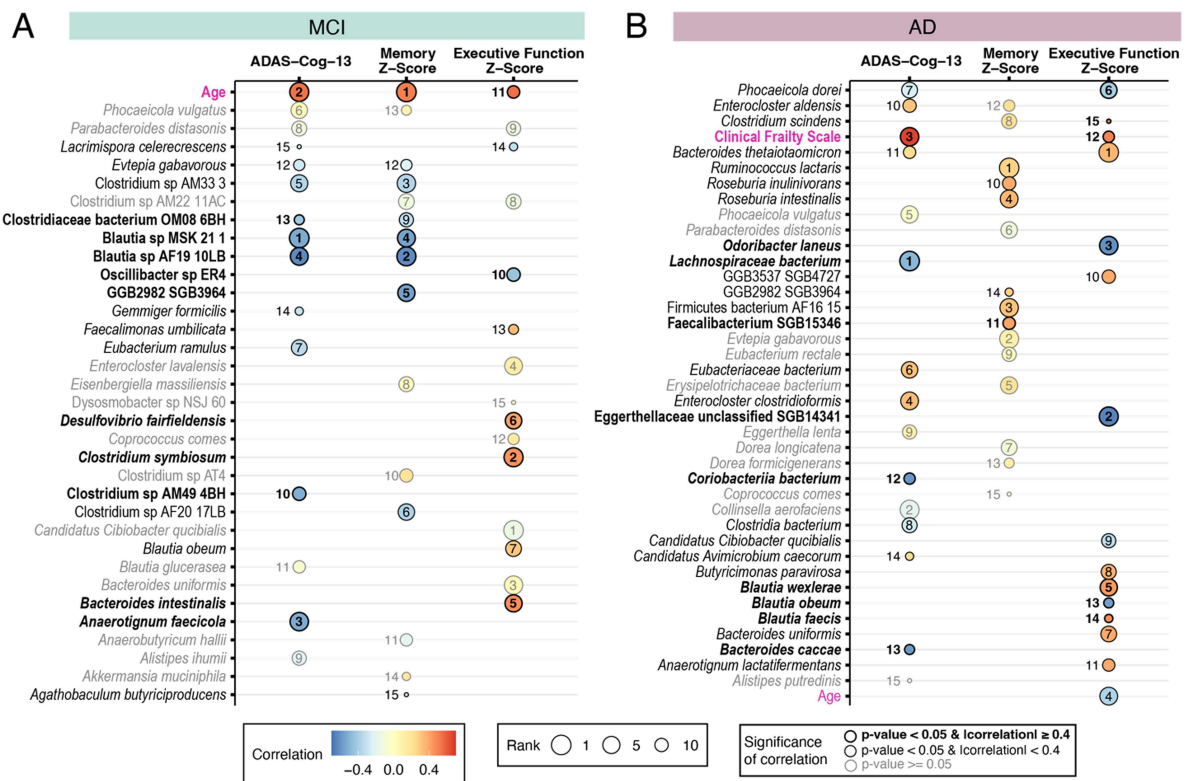 A
MCI
ADAS–Cog–13
Memory
Z–Score
Executive Function
Z–Score
Age 2 1 11
Phocaeicola vulgatus 6 13
Parabacteroides distasonis 8 9
Lacrimispora celerecrescens 15 14
Evtepia gabavorous 12 12
Clostridium sp AM33 3 5 3
Clostridium sp AM22 11AC 7 8
Clostridiaceae bacterium OM08 6BH 13 9
Blautia sp MSK 21 1 1 4
Blautia sp AF19 10LB 4 2
Oscillibacter sp ER4 10
GGB2982 SGB3964 5
Gemmiger formicilis 14
Faecalimonas umbilicata 13
Eubacterium ramulus 7
Enterocloster lavalensis 4
Eisenbergiella massiliensis 8
Dysosmobacter sp NSJ 60 15
Desulfovibrio fairfieldensis 6
Coprococcus comes 12
Clostridium symbiosum 2
Clostridium sp AT4 10
Clostridium sp AM49 4BH 10
Clostridium sp AF20 17LB 6
Candidatus Cibiobacter qucibialis 1
Blautia obeum 7
Blautia glucerasea 11
Bacteroides uniformis 3
Bacteroides intestinalis 5
Anaerotignum faecicola 3
Anaerobutyricum hallii 11
Alistipes ihumii 9
Akkermansia muciniphila 14
Agathobaculum butyriciproducens 15
B
AD
ADAS–Cog–13
Memory
Z–Score
Executive Function
Z–Score
Phocaeicola dorei 7 6
Enterocloster aldensis 10 12
Clostridium scindens 8 15
Clinical Frailty Scale 3 12
Bacteroides thetaiotaomicron 11 1
Ruminococcus lactaris 1
Roseburia inulinivorans 10
Roseburia intestinalis 4
Phocaeicola vulgatus 5
Parabacteroides distasonis 6
Odoribacter laneus 3
Lachnospiraceae bacterium 1
GGB3537 SGB4727 10
GGB2982 SGB3964 14
Firmicutes bacterium AF16 15 3
Faecalibacterium SGB15346 11
Evtepia gabavorous 2
Eubacterium rectale 9
Eubacteriaceae bacterium 6
Erysipelotrichaceae bacterium 5
Enterocloster clostridioformis 4
Eggerthellaceae unclassified SGB14341 2
Eggerthella lenta 9
Dorea longicatena 7
Dorea formicigenerans 13
Coriobacteriia bacterium 12
Coprococcus comes 15
Collinsella aerofaciens 2
Clostridia bacterium 8
Candidatus Cibiobacter qucibialis 9
Candidatus Avimicrobium caecorum 14
Butyricimonas paravirosa 8
Blautia wexlerae 5
Blautia obeum 13
Blautia faecis 14
Bacteroides uniformis 7
Bacteroides caccae 13
Anaerotignum lactatifermentans 11
Alistipes putredinis 15
Age 4
Correlation
−0.4 0.0 0.4
Rank 1 5 10
Significance
of correlation
p-value < 0.05 & |correlation| ≥ 0.4
p-value < 0.05 & |correlation| < 0.4
p-value >= 0.05